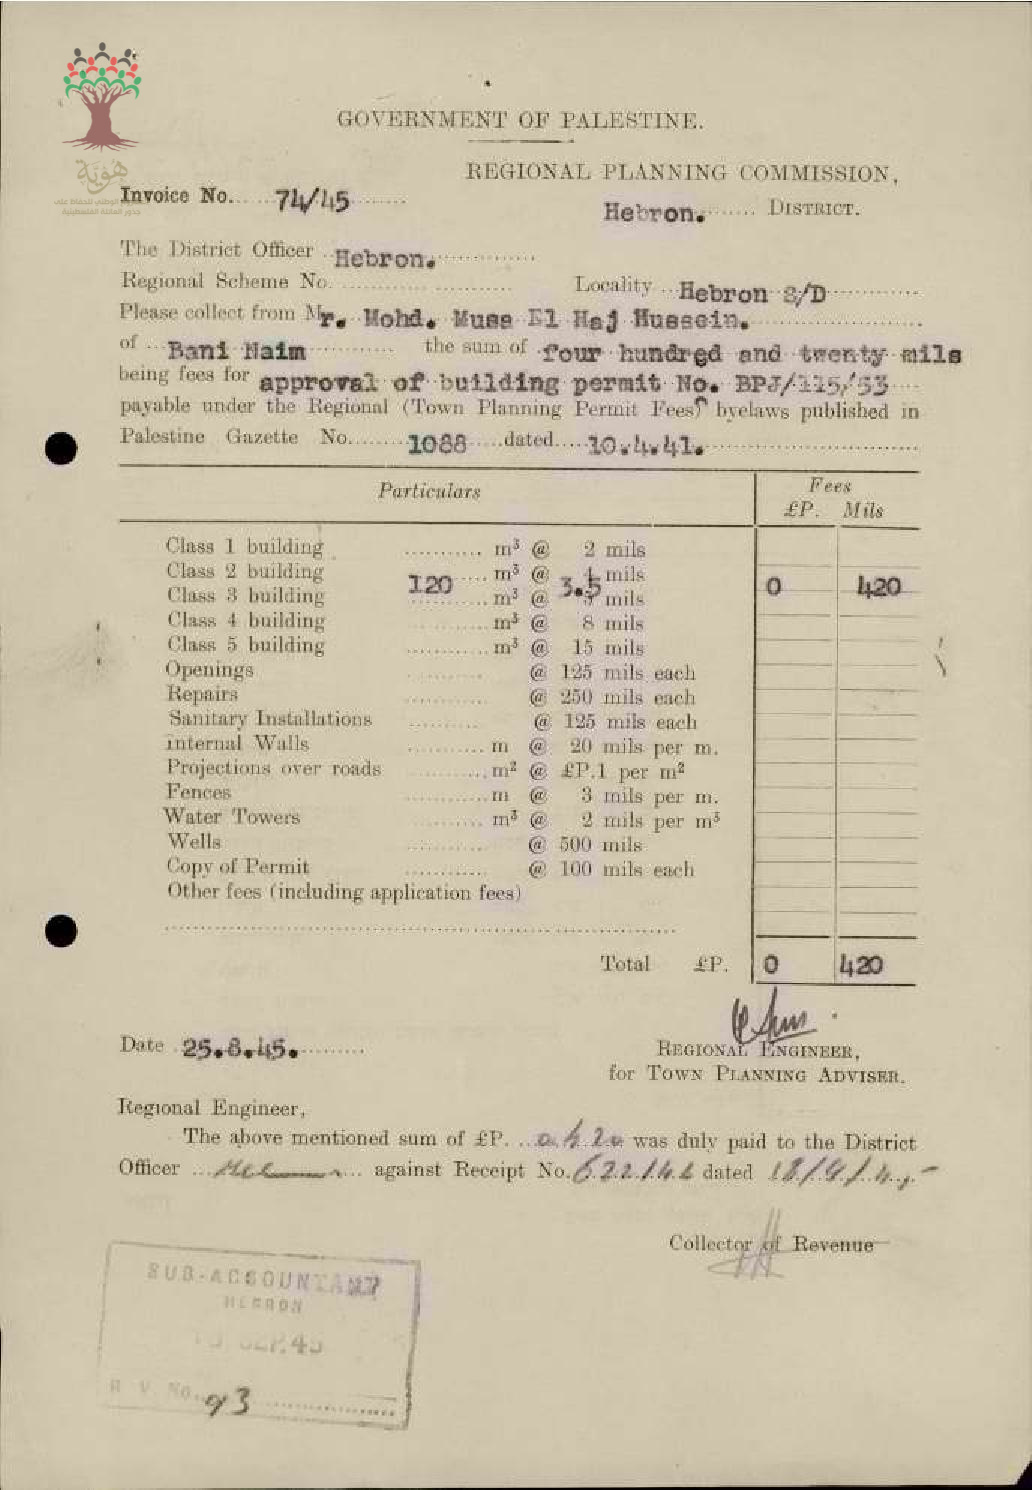 هوية
GOVERNMENT OF PALESTINE.
REGIONAL PLANNING COMMISSION,
Invoice No. 74/45
Hebron. DISTRICT.
The District Officer Hebron.
Regional Scheme No. Locality Hebron S/D
Please collect from Mr. Mohd. Musa El Haj Hussein.
of Bani Naim the sum of four hundred and twenty mils
being fees for approval of building permit No. BPJ/115/53
payable under the Regional (Town Planning Permit Fees) byelaws published in
Palestine Gazette No. 1088 dated 10.4.41.
Particulars Fees
£P. Mils
Class 1 building m³ @ 2 mils
Class 2 building m³ @ 4 mils
120 3.5 0 420
Class 3 building m³ @ mils
Class 4 building m³ @ 8 mils
Class 5 building m³ @ 15 mils
Openings @ 125 mils each
Repairs @ 250 mils each
Sanitary Installations @ 125 mils each
Internal Walls m @ 20 mils per m.
Projections over roads m² @ £P.1 per m²
Fences m @ 3 mils per m.
Water Towers m³ @ 2 mils per m³
Wells @ 500 mils
Copy of Permit @ 100 mils each
Other fees (including application fees)
Total £P. 0 420
Date 25.8.45.
REGIONAL ENGINEER,
for TOWN PLANNING ADVISER.
Regional Engineer,
The above mentioned sum of £P. 0.420 was duly paid to the District
Officer against Receipt No. 622142 dated 18/9/4
Collector of Revenue
SUB-ACCOUNTANT
HEBRON
SEP.45
R. V. No. 93